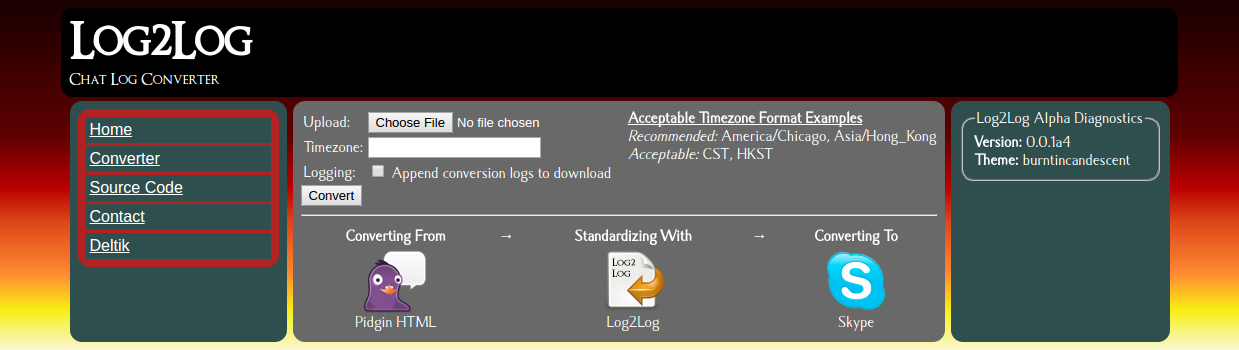 Log2Log
Chat Log Converter
Home
Converter
Source Code
Contact
Deltik
Upload: Choose File No file chosen
Timezone:
Logging: Append conversion logs to download
Convert
Acceptable Timezone Format Examples
Recommended: America/Chicago, Asia/Hong_Kong
Acceptable: CST, HKST
Converting From → Standardizing With → Converting To
LOG2
LOG
Pidgin HTML Log2Log Skype
Log2Log Alpha Diagnostics
Version: 0.0.1a4
Theme: burntincandescent